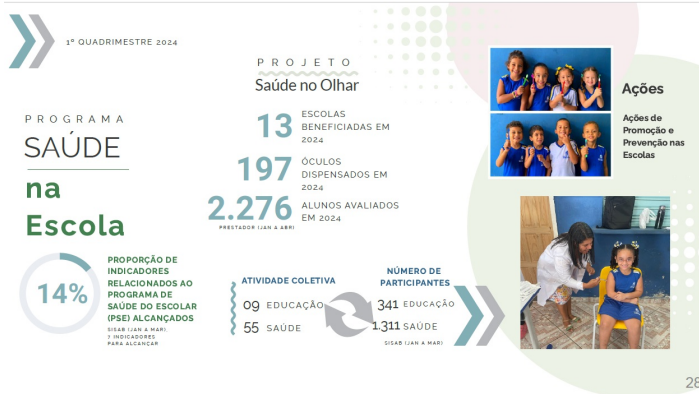 1º QUADRIMESTRE 2024
PROGRAMA
SAÚDE
na
Escola
14%
PROPORÇÃO DE
INDICADORES
RELACIONADOS AO
PROGRAMA DE
SAÚDE DO ESCOLAR
(PSE) ALCANÇADOS
SISAB (JAN A MAR)
7 INDICADORES
PARA ALCANÇAR
PROJETO
Saúde no Olhar
13 ESCOLAS
BENEFICIADAS EM
2024
197 ÓCULOS
DISPENSADOS EM
2024
2.276 ALUNOS AVALIADOS
EM 2024
PRESTADOR (JAN A ABR)
ATIVIDADE COLETIVA
09 EDUCAÇÃO
55 SAÚDE
NÚMERO DE
PARTICIPANTES
341 EDUCAÇÃO
1.311 SAÚDE
SISAB (JAN A MAR)
Ações
Ações de
Promoção e
Prevenção nas
Escolas
28